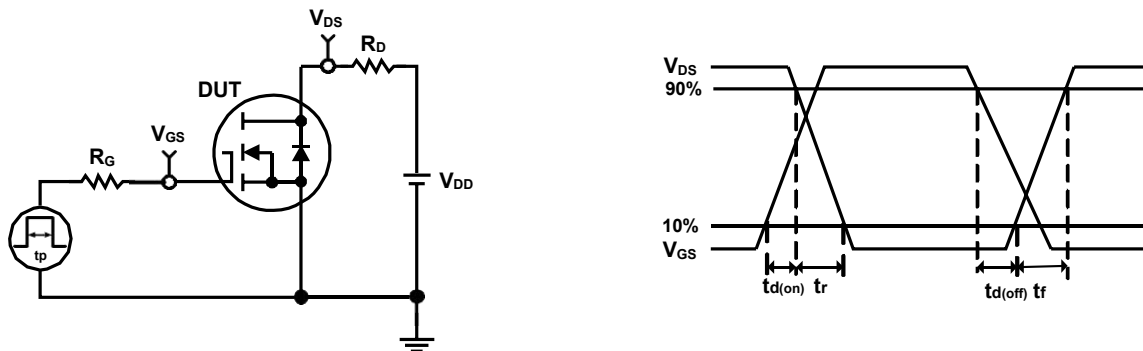 VDS
RD
DUT
VGS
RG
VDD
tp
VDS
90%
10%
VGS
td(on) tr
td(off) tf